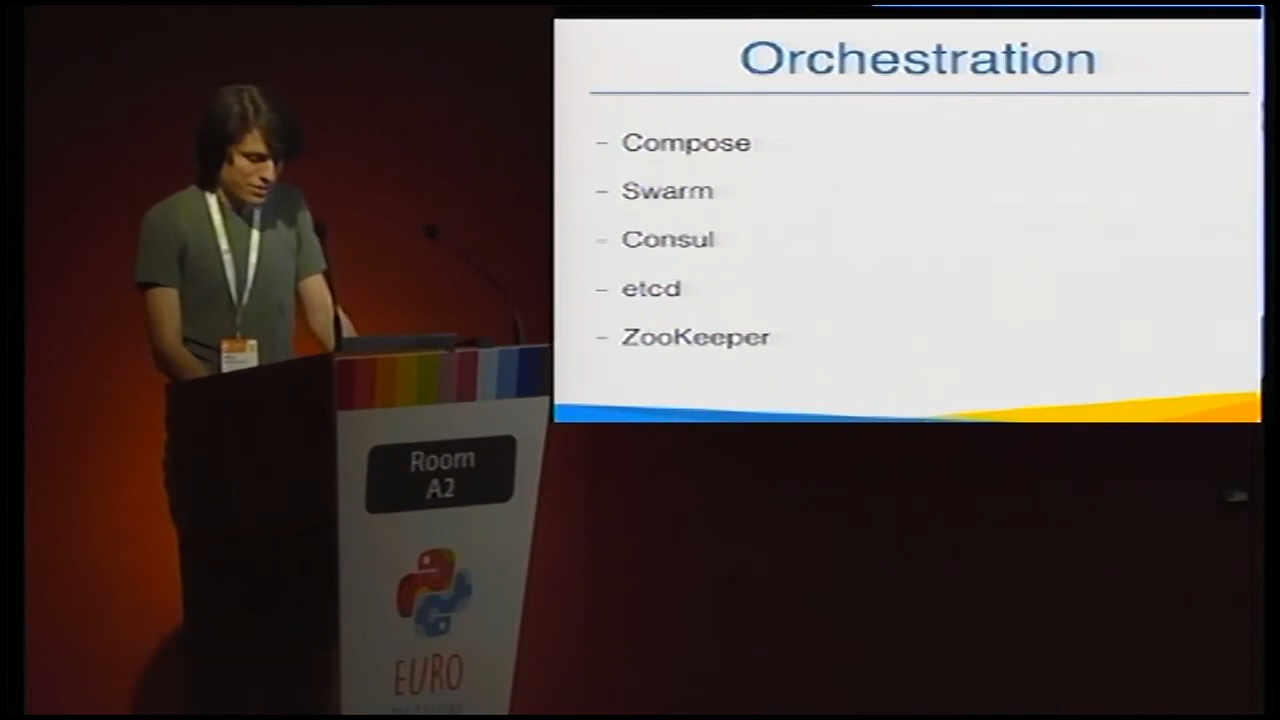 Orchestration
– Compose
– Swarm
– Consul
– etcd
– ZooKeeper
Room
A2
EURO